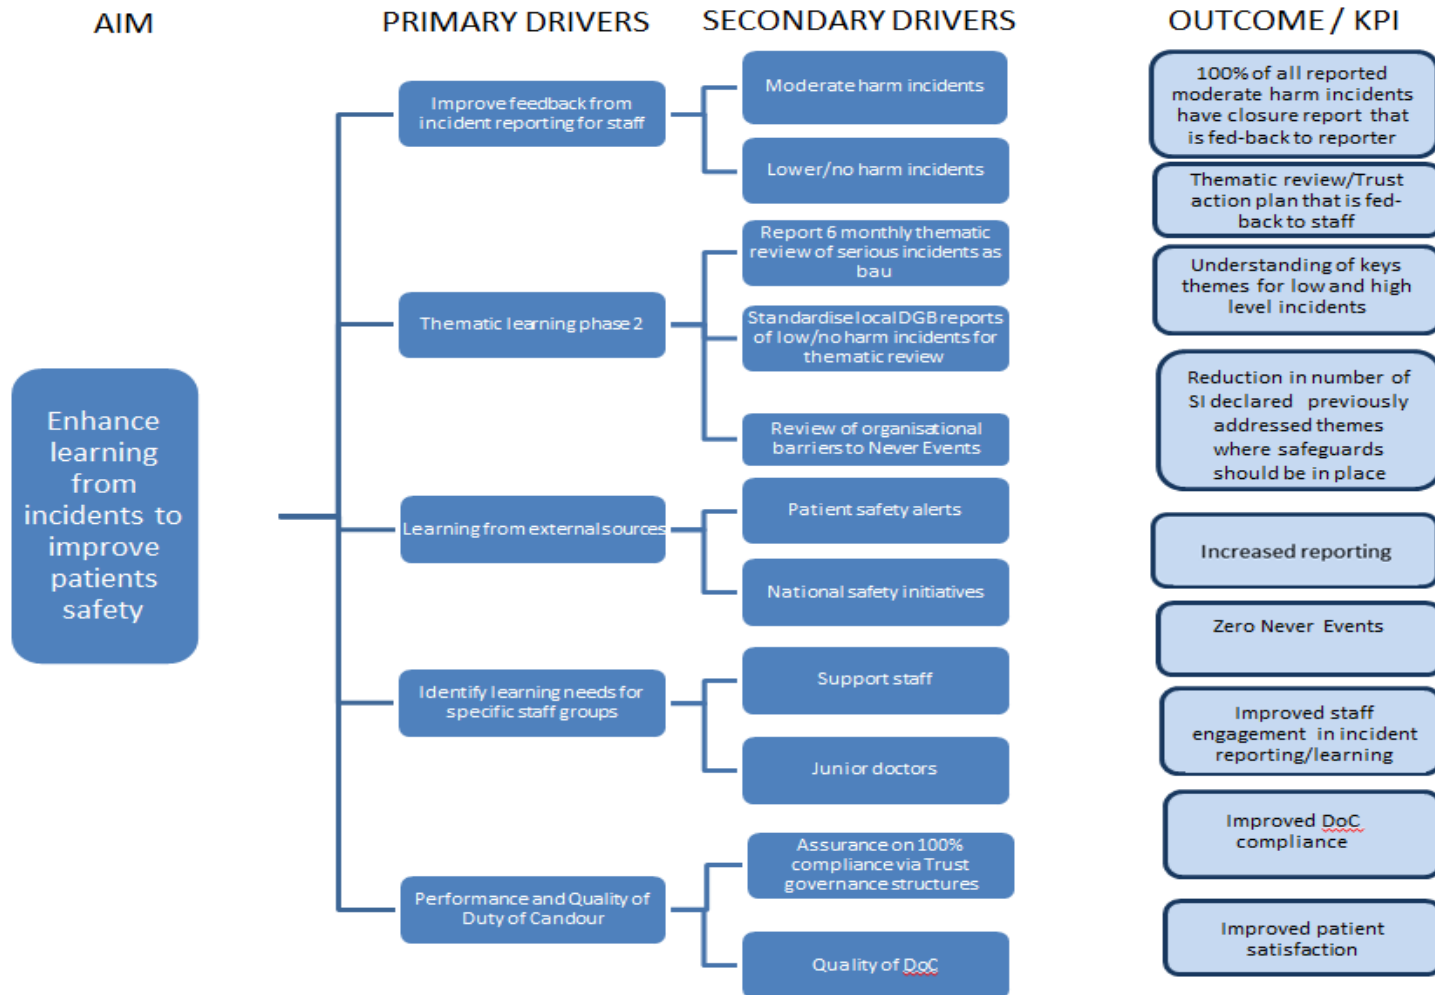 AIM
PRIMARY DRIVERS
SECONDARY DRIVERS
OUTCOME / KPI
Enhance
learning
from
incidents to
improve
patients
safety
Improve feedback from
incident reporting for staff
Thematic learning phase 2
Learning from external sources
Identify learning needs for
specific staff groups
Performance and Quality of
Duty of Candour
Moderate harm incidents
Lower/no harm incidents
Report 6 monthly thematic
review of serious incidents as
bau
Standardise local DGB reports
of low/no harm incidents for
thematic review
Review of organisational
barriers to Never Events
Patient safety alerts
National safety initiatives
Support staff
Junior doctors
Assurance on 100%
compliance via Trust
governance structures
Quality of DoC
100% of all reported
moderate harm incidents
have closure report that
is fed-back to reporter
Thematic review/Trust
action plan that is fed-
back to staff
Understanding of keys
themes for low and high
level incidents
Reduction in number of
SI declared previously
addressed themes
where safeguards
should be in place
Increased reporting
Zero Never Events
Improved staff
engagement in incident
reporting/learning
Improved DoC
compliance
Improved patient
satisfaction